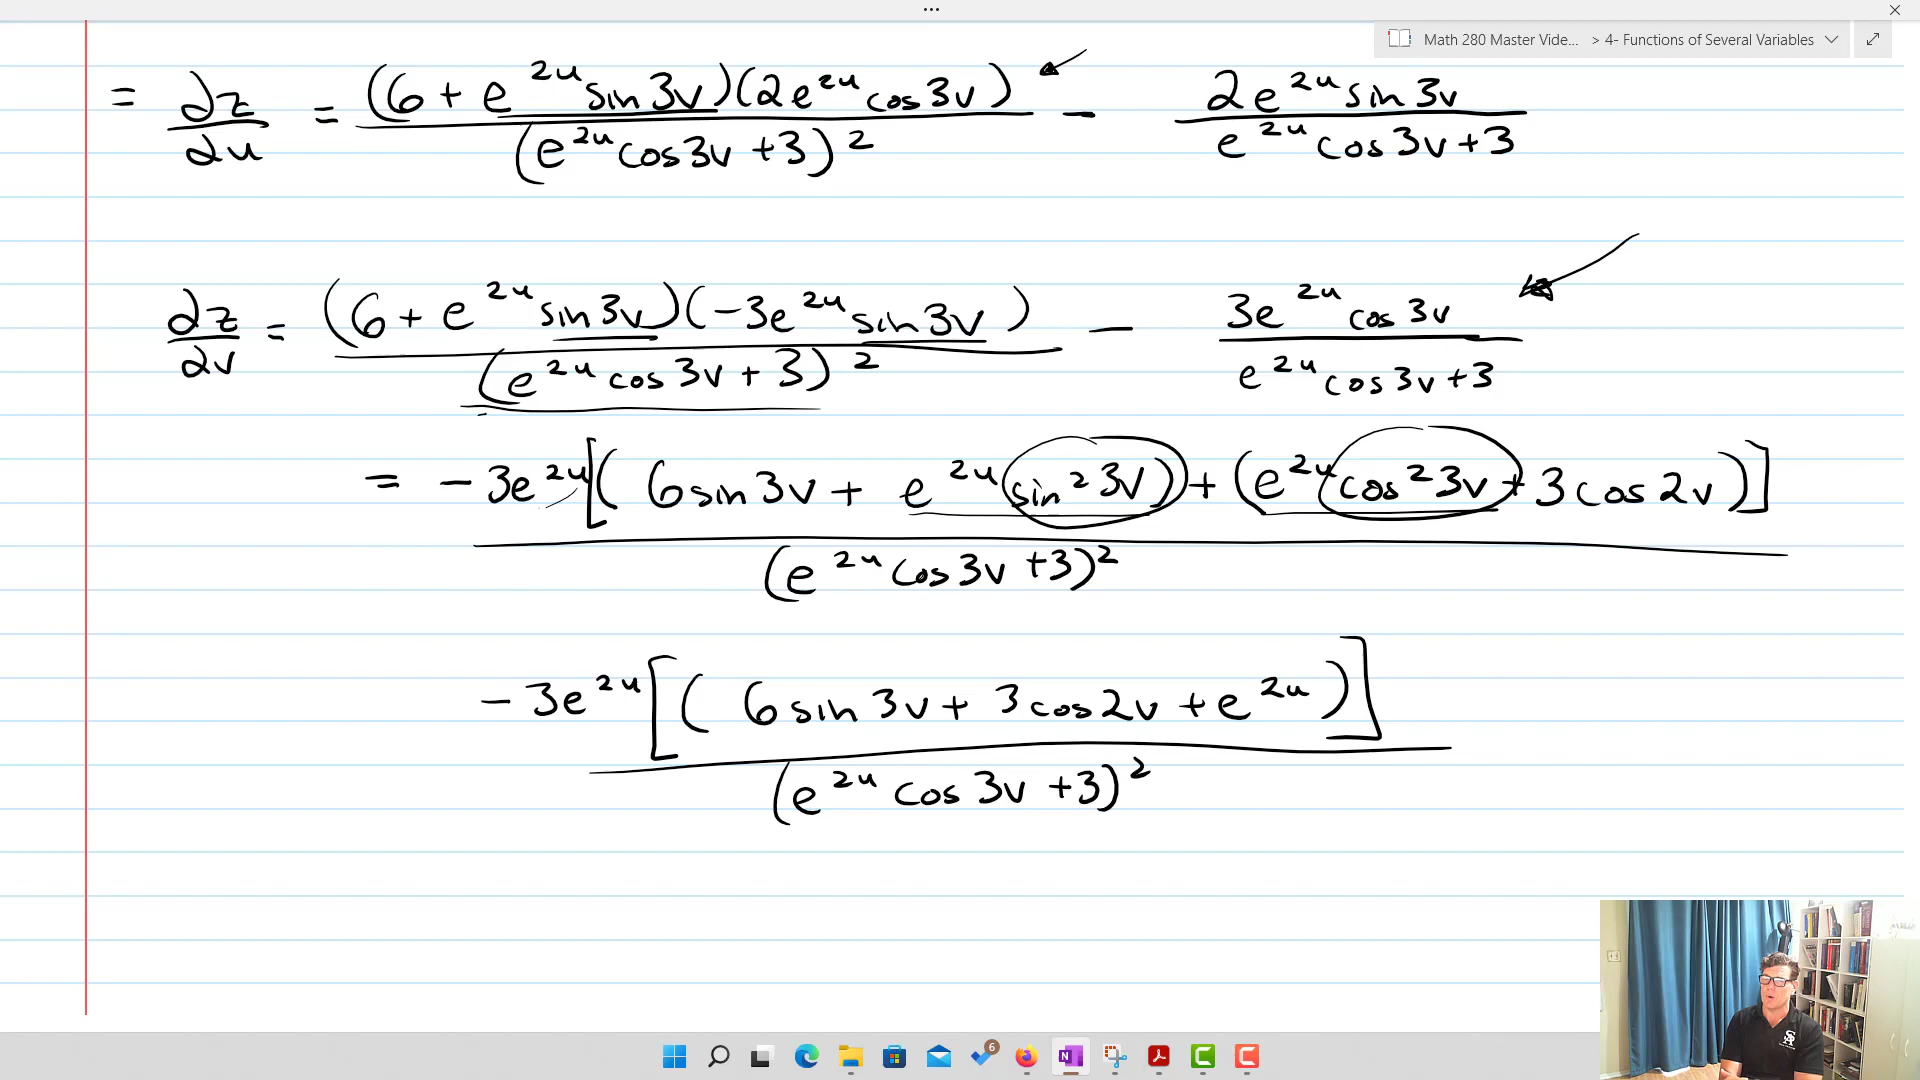 Math 280 Master Vide... > 4- Functions of Several Variables
= ∂z/∂u = (6 + e^2u sin 3v)(2e^2u cos 3v) / (e^2u cos 3v + 3)^2 − 2e^2u sin 3v / e^2u cos 3v + 3
∂z/∂v = (6 + e^2u sin 3v)(−3e^2u sin 3v) / (e^2u cos 3v + 3)^2 − 3e^2u cos 3v / e^2u cos 3v + 3
= −3e^2u [(6 sin 3v + e^2u sin^2 3v) + (e^2u cos^2 3v + 3 cos 2v)] / (e^2u cos 3v + 3)^2
−3e^2u [(6 sin 3v + 3 cos 2v + e^2u)] / (e^2u cos 3v + 3)^2
6